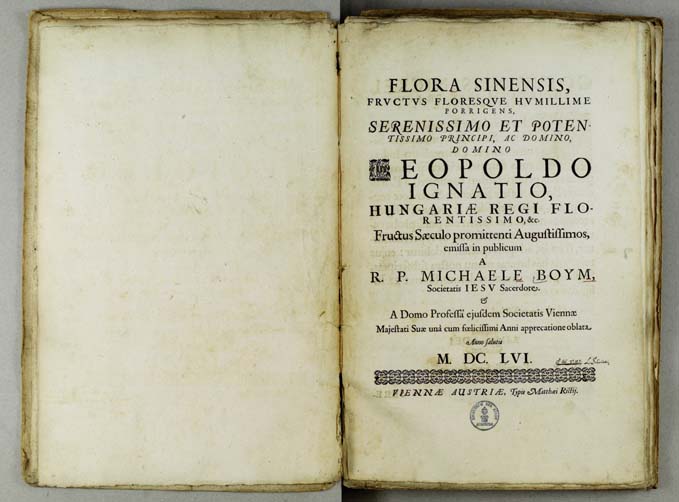 FLORA SINENSIS,
FRVCTVS FLORESQVE HVMILLIME
PORRIGENS,
SERENISSIMO ET POTEN-
TISSIMO PRINCIPI, AC DOMINO,
DOMINO
LEOPOLDO
IGNATIO,
HUNGARIÆ REGI FLO-
RENTISSIMO, &c.
Fructus Sæculo promittenti Augustissimos,
emissa in publicum
A
R. P. MICHAELE BOYM,
Societatis IESV Sacerdote.
&
A Domo Professa ejusdem Societatis Viennæ
Majestati Suæ unà cum fœlicissimi Anni apprecatione oblata.
Anno salutis
M. DC. LVI.
VIENNÆ AUSTRIÆ, Typis Matthæi Rictij.